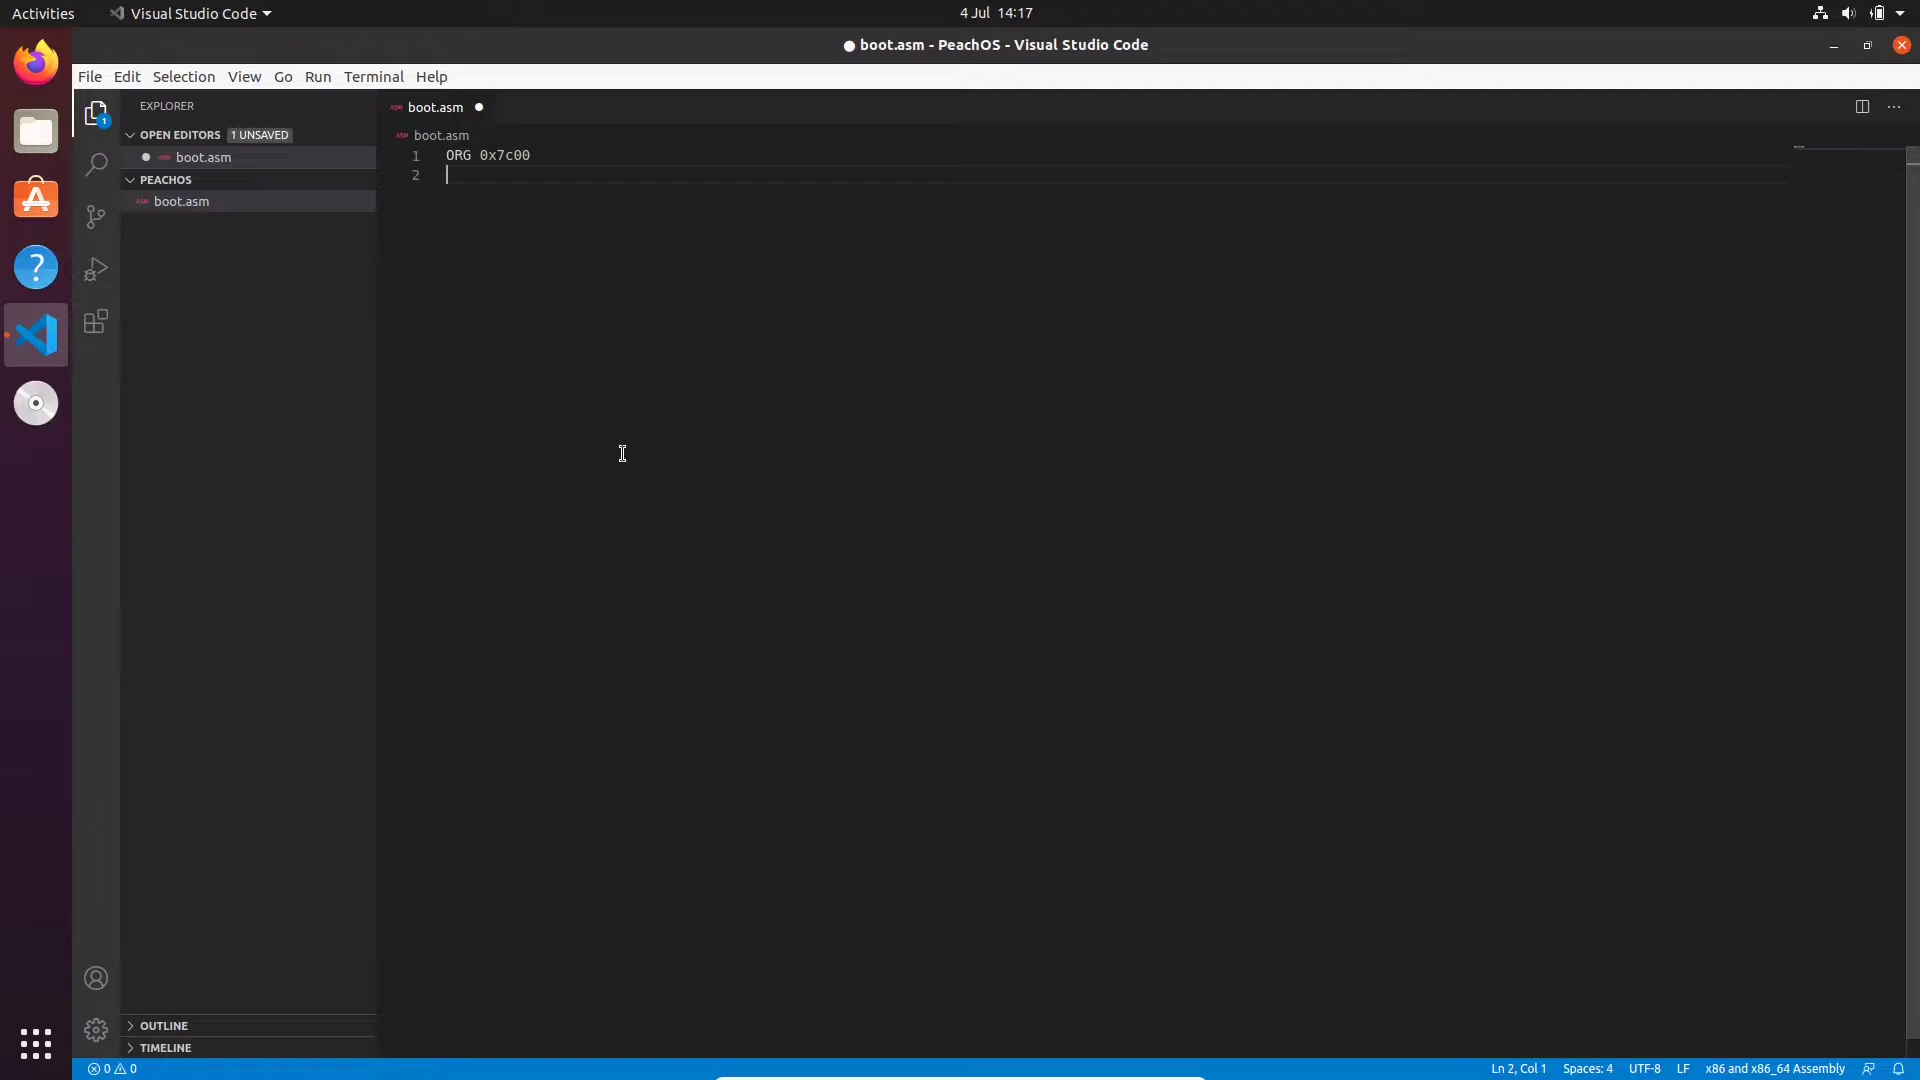 Activities
Visual Studio Code
4 Jul 14:17
● boot.asm - PeachOS - Visual Studio Code
File Edit Selection View Go Run Terminal Help
EXPLORER
OPEN EDITORS 1 UNSAVED
boot.asm
PEACHOS
boot.asm
1
boot.asm
boot.asm
1 ORG 0x7c00
2
OUTLINE
TIMELINE
0 0
Ln 2, Col 1 Spaces: 4 UTF-8 LF x86 and x86_64 Assembly